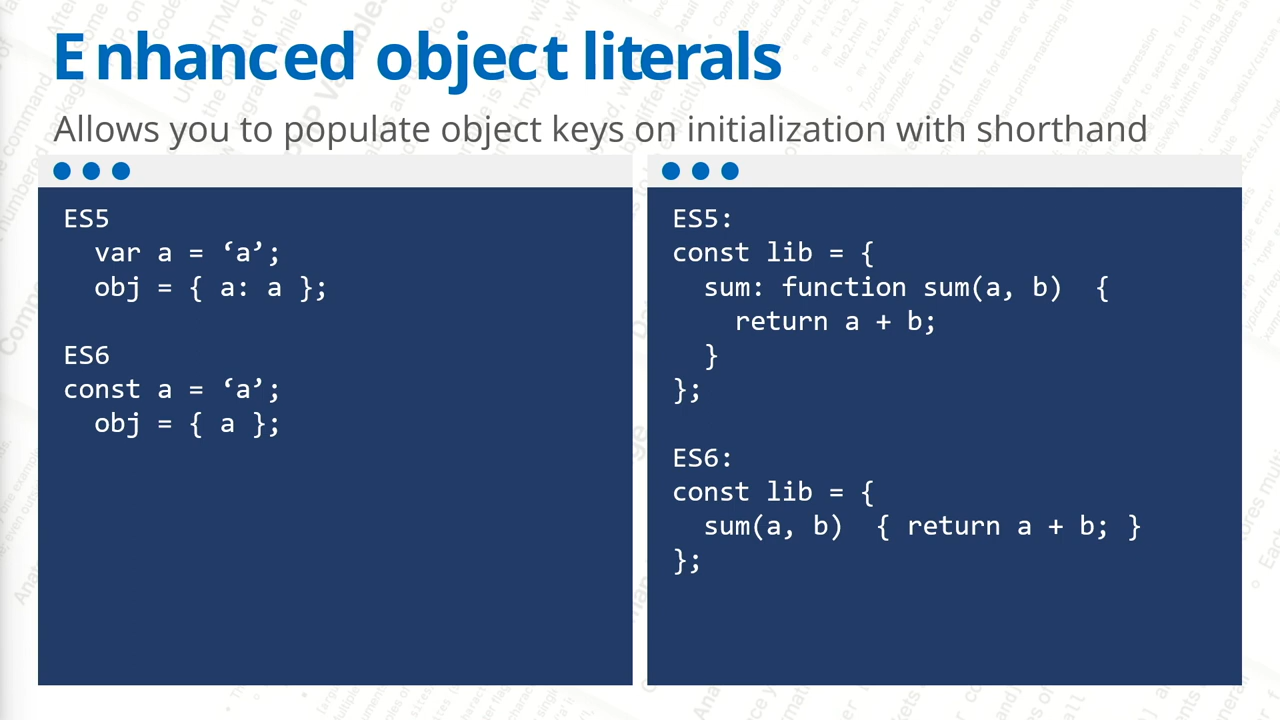 Enhanced object literals
Allows you to populate object keys on initialization with shorthand
ES5
  var a = ‘a’;
  obj = { a: a };
ES6
const a = ‘a’;
  obj = { a };
ES5:
const lib = {
  sum: function sum(a, b)  {
    return a + b;
  }
};
ES6:
const lib = {
  sum(a, b)  { return a + b; }
};